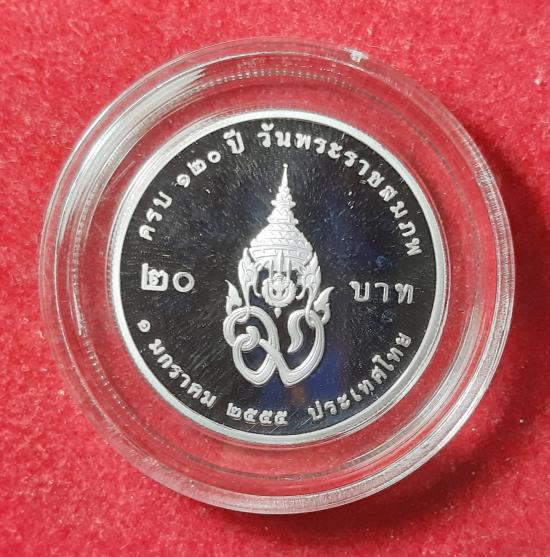 ครบ ๑๒๐ ปี วันพระราชสมภพ
๒๐ บาท
๑ มกราคม ๒๕๕๕ ประเทศไทย